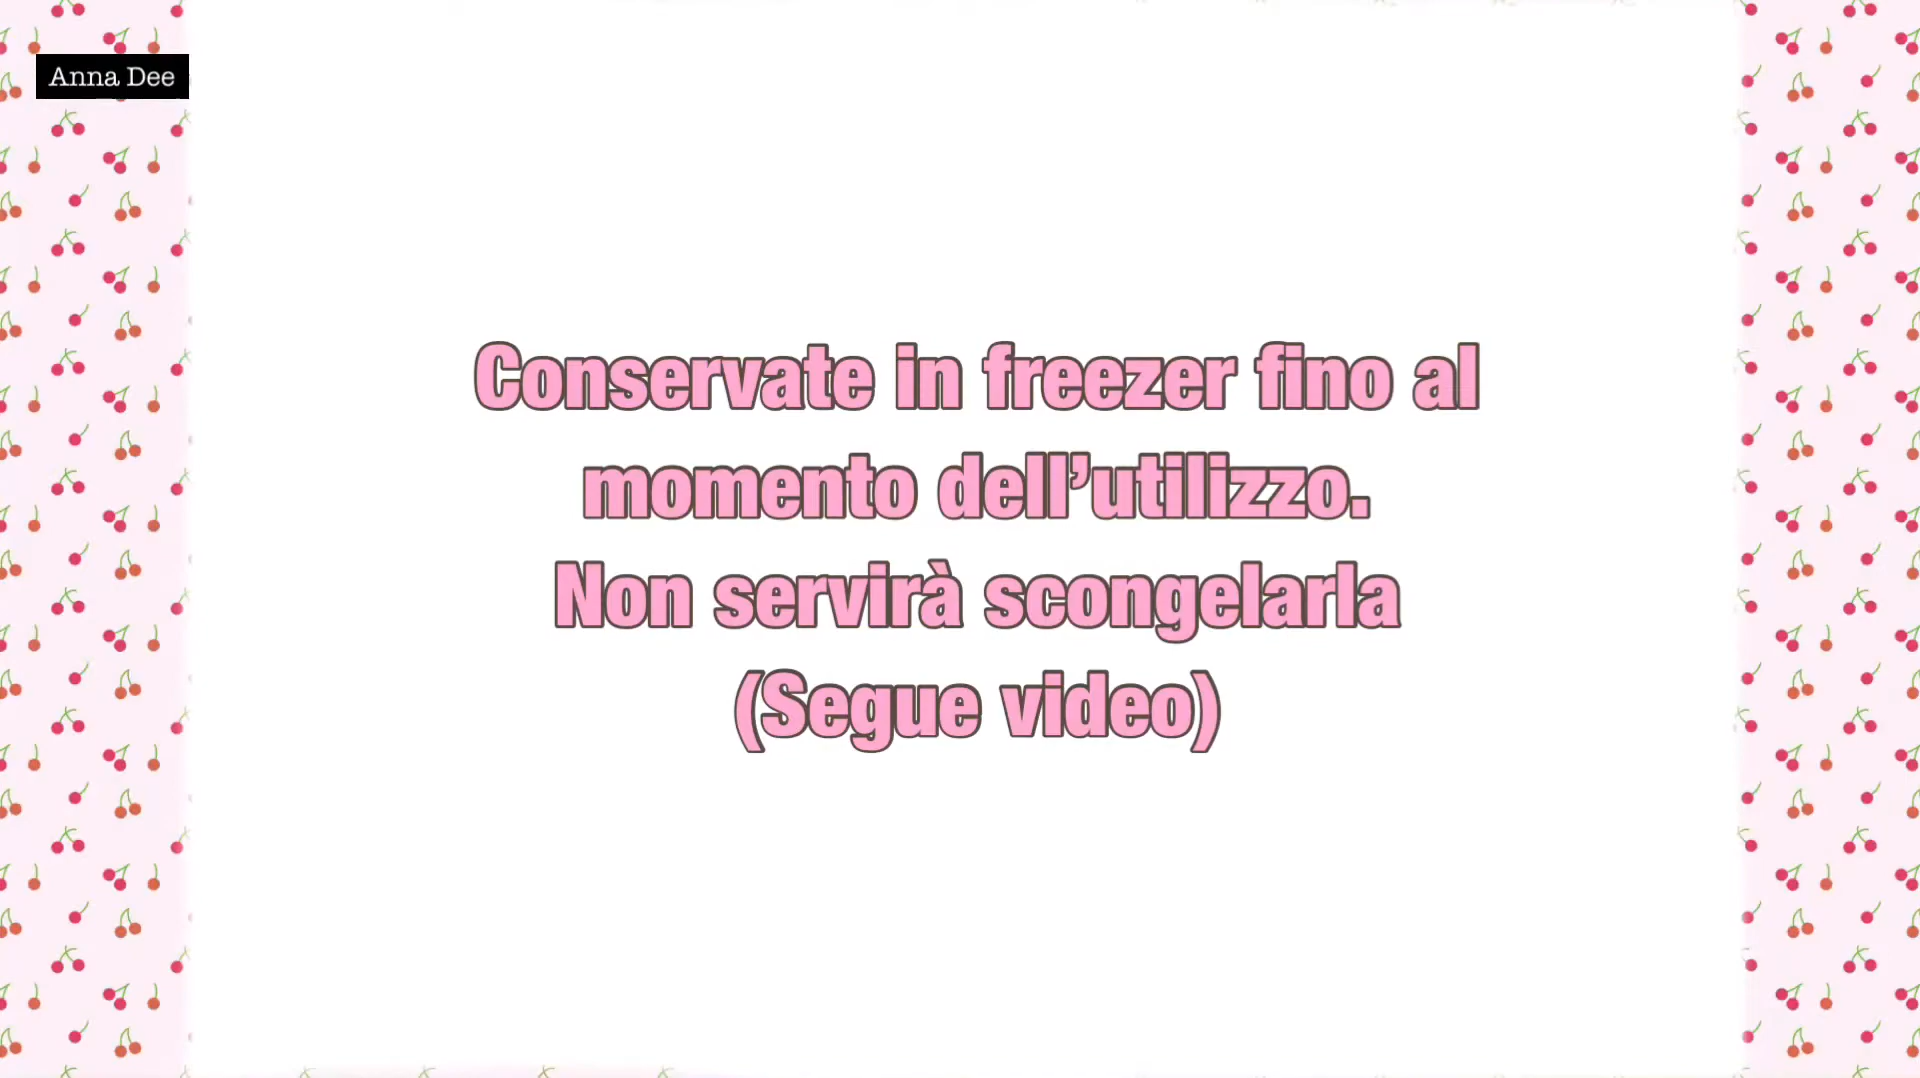 Anna Dee
Conservate in freezer fino al
momento dell’utilizzo.
Non servirà scongelarla
(Segue video)